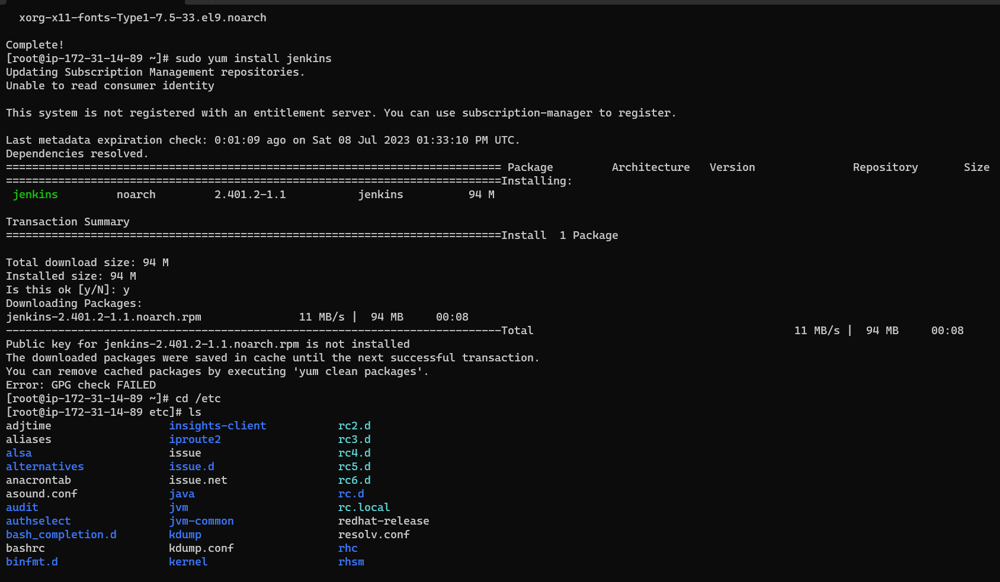 xorg-x11-fonts-Type1-7.5-33.el9.noarch
Complete!
[root@ip-172-31-14-89 ~]# sudo yum install jenkins
Updating Subscription Management repositories.
Unable to read consumer identity
This system is not registered with an entitlement server. You can use subscription-manager to register.
Last metadata expiration check: 0:01:09 ago on Sat 08 Jul 2023 01:33:10 PM UTC.
Dependencies resolved.
============================================================================ Package         Architecture   Version               Repository       Size
============================================================================Installing:
 jenkins         noarch         2.401.2-1.1           jenkins          94 M
Transaction Summary
============================================================================Install  1 Package
Total download size: 94 M
Installed size: 94 M
Is this ok [y/N]: y
Downloading Packages:
jenkins-2.401.2-1.1.noarch.rpm               11 MB/s |  94 MB     00:08
----------------------------------------------------------------------------Total                                        11 MB/s |  94 MB     00:08
Public key for jenkins-2.401.2-1.1.noarch.rpm is not installed
The downloaded packages were saved in cache until the next successful transaction.
You can remove cached packages by executing 'yum clean packages'.
Error: GPG check FAILED
[root@ip-172-31-14-89 ~]# cd /etc
[root@ip-172-31-14-89 etc]# ls
adjtime                  insights-client           rc2.d
aliases                  iproute2                  rc3.d
alsa                     issue                     rc4.d
alternatives             issue.d                   rc5.d
anacrontab               issue.net                 rc6.d
asound.conf              java                      rc.d
audit                    jvm                       rc.local
authselect               jvm-common                redhat-release
bash_completion.d        kdump                     resolv.conf
bashrc                   kdump.conf                rhc
binfmt.d                 kernel                    rhsm